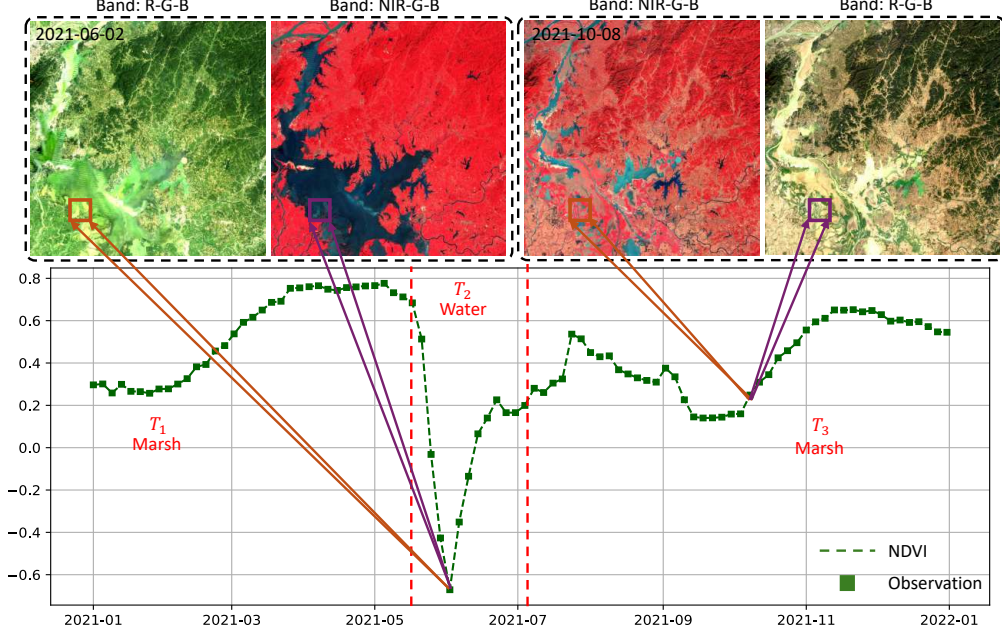 Band: R-G-B
Band: NIR-G-B
Band: NIR-G-B
Band: R-G-B
2021-06-02
2021-10-08
0.8
0.6
0.4
0.2
0.0
−0.2
−0.4
−0.6
T1
Marsh
T2
Water
T3
Marsh
NDVI
Observation
2021-01
2021-03
2021-05
2021-07
2021-09
2021-11
2022-01